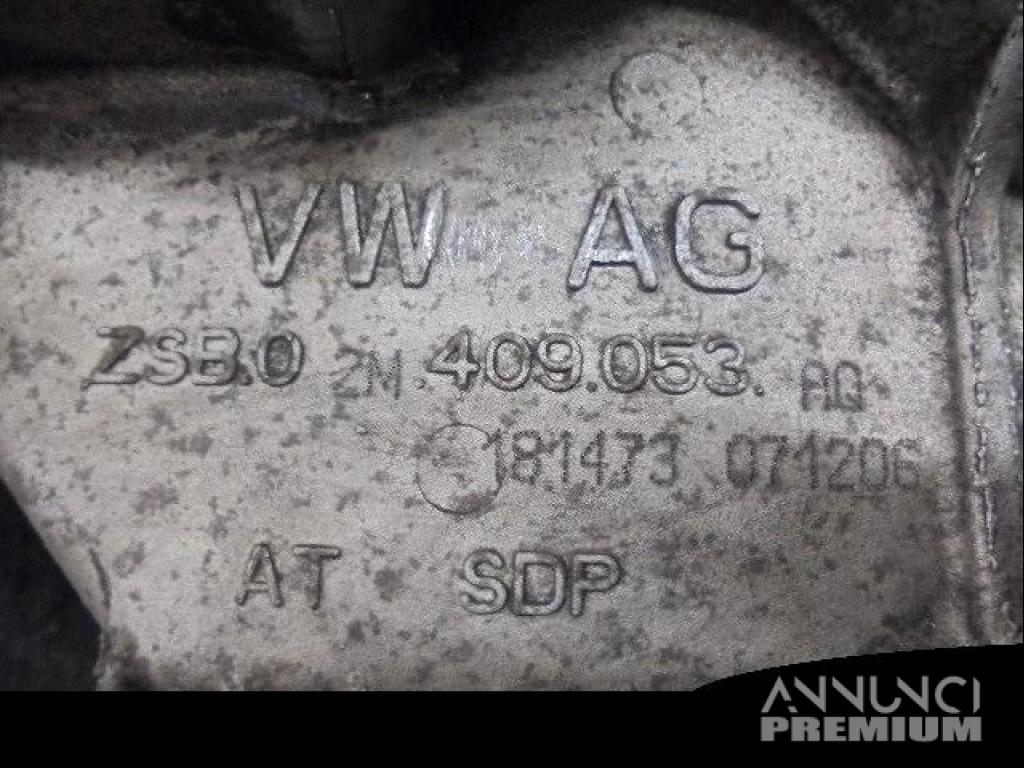 VW AG
ZSB.0 2M .409.053. AQ
181473 071206
AT SDP
ANNUNCI
PREMIUM